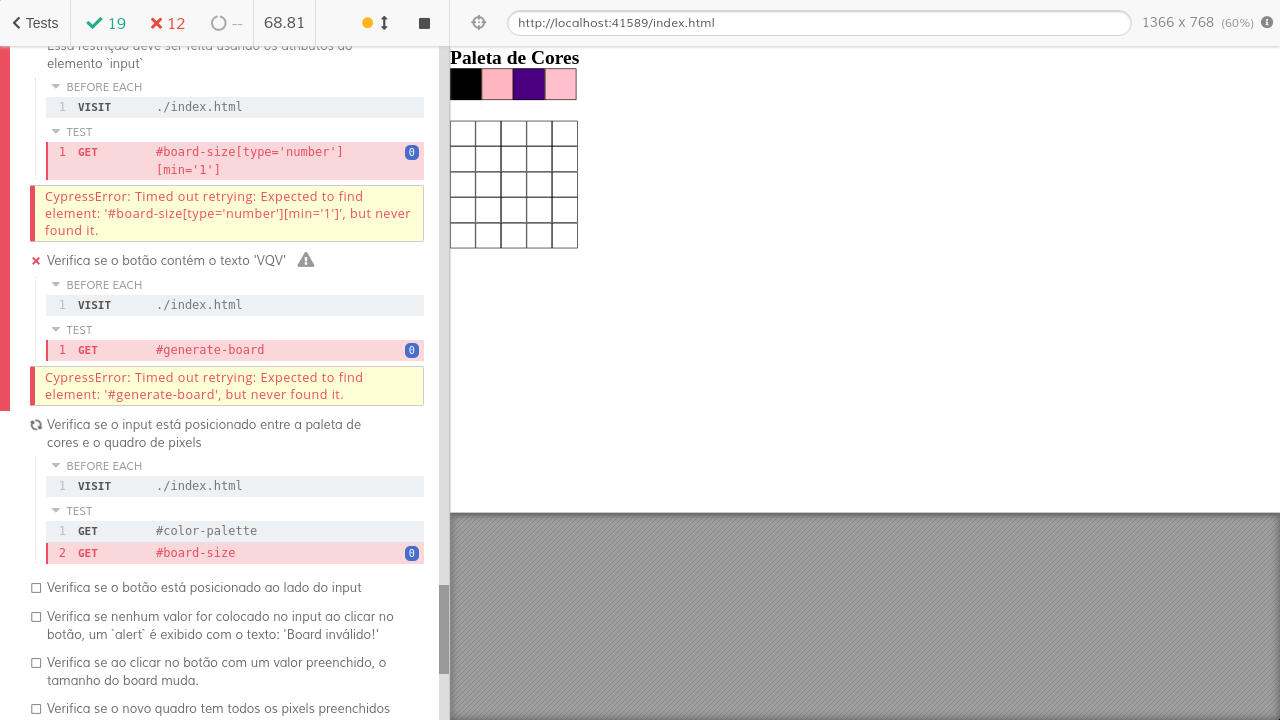 Tests
19
12
--
68.81
http://localhost:41589/index.html
1366 x 768 (60%)
Essa restrição deve ser feita usando os atributos do
elemento `input`
BEFORE EACH
1 VISIT ./index.html
TEST
1 GET #board-size[type='number']
[min='1']
0
CypressError: Timed out retrying: Expected to find
element: '#board-size[type='number'][min='1']', but never
found it.
Verifica se o botão contém o texto 'VQV'
BEFORE EACH
1 VISIT ./index.html
TEST
1 GET #generate-board 0
CypressError: Timed out retrying: Expected to find
element: '#generate-board', but never found it.
Verifica se o input está posicionado entre a paleta de
cores e o quadro de pixels
BEFORE EACH
1 VISIT ./index.html
TEST
1 GET #color-palette
2 GET #board-size 0
Verifica se o botão está posicionado ao lado do input
Verifica se nenhum valor for colocado no input ao clicar no
botão, um `alert` é exibido com o texto: 'Board inválido!'
Verifica se ao clicar no botão com um valor preenchido, o
tamanho do board muda.
Verifica se o novo quadro tem todos os pixels preenchidos
Paleta de Cores